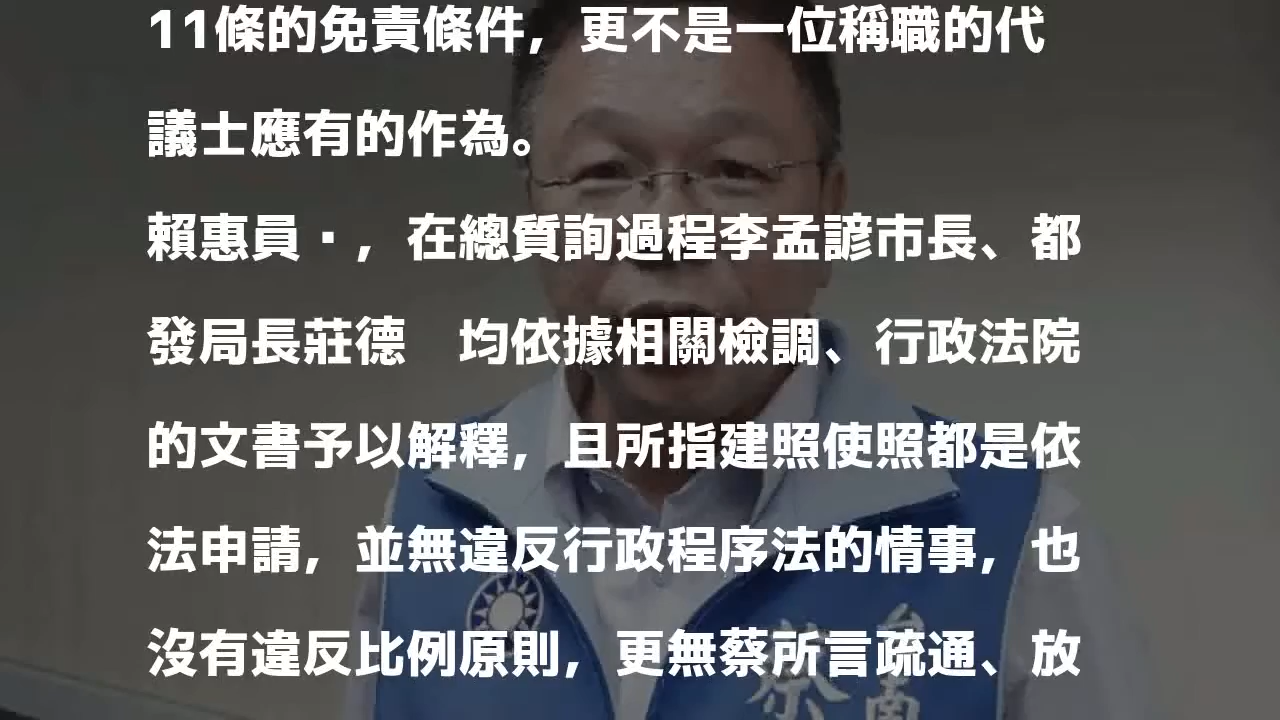 11條的免責條件，更不是一位稱職的代
議士應有的作為。
賴惠員·，在總質詢過程李孟諺市長、都
發局長莊德　均依據相關檢調、行政法院
的文書予以解釋，且所指建照使照都是依
法申請，並無違反行政程序法的情事，也
沒有違反比例原則，更無蔡所言疏通、放
蔡